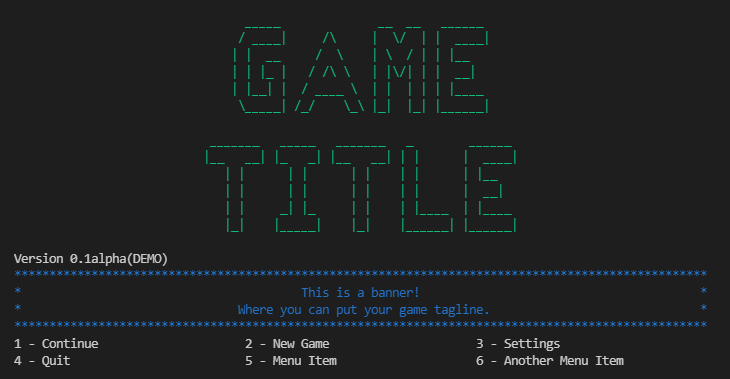 GAME
TITLE
Version 0.1alpha(DEMO)
This is a banner!
Where you can put your game tagline.
1 - Continue 2 - New Game 3 - Settings
4 - Quit 5 - Menu Item 6 - Another Menu Item